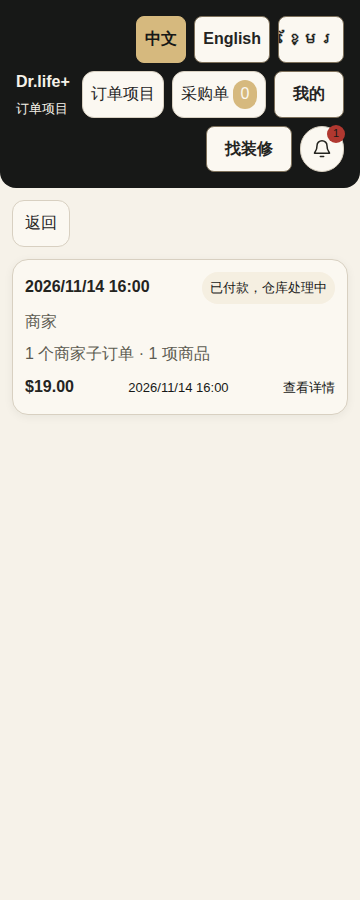 中文 English ខ្មែរ
Dr.life+
订单项目
订单项目 采购单 0 我的
找装修 1
返回
2026/11/14 16:00 已付款，仓库处理中
商家
1 个商家子订单 · 1 项商品
$19.00 2026/11/14 16:00 查看详情